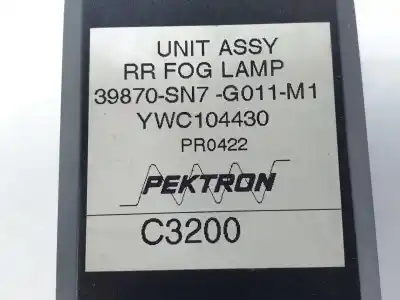 UNIT ASSY
RR FOG LAMP
39870-SN7 -G011-M1
YWC104430
PR0422
PEKTRON
C3200